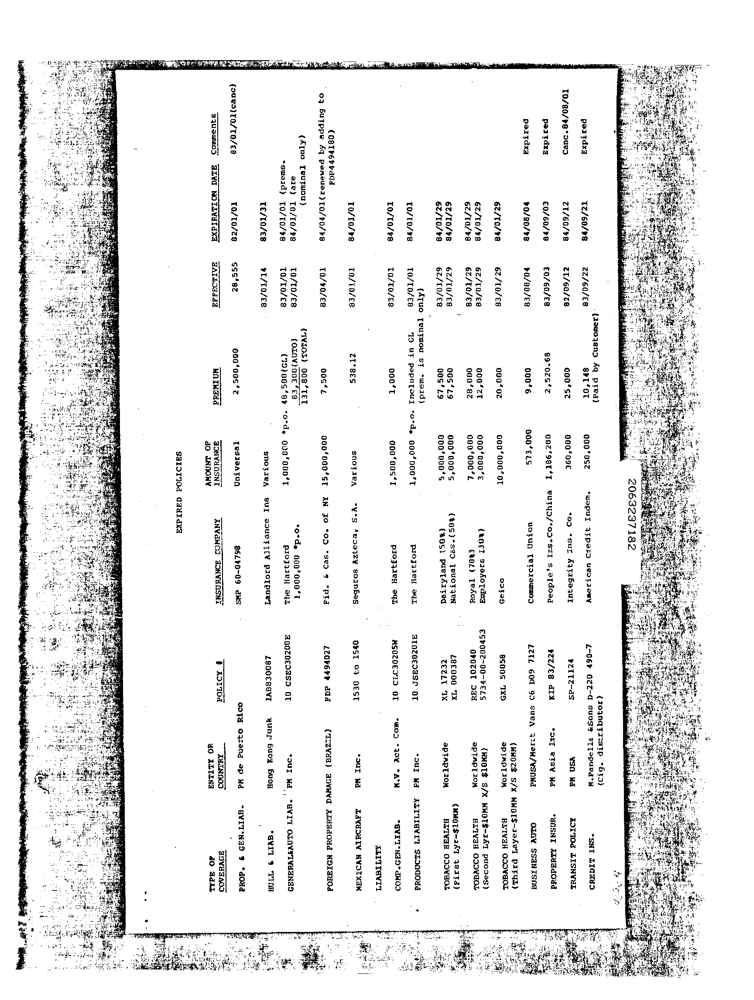 EXPIRED POLICIES
TYPE OF COVERAGE ENTITY OR COUNTRY POLICY # INSURANCE COMPANY AMOUNT OF INSURANCE PREMIUM EFFECTIVE EXPIRATION DATE Comments
PROP. & GEN.LIAB. PM de Puerto Rico SMP 60-04798 Universal 2,500,000 28,555 82/01/01 83/01/01(canc)
HULL & LIAB. Hong Kong Junk IAB830087 Landlord Alliance Ins Various 83/01/14 83/01/31
GENERAL&AUTO LIAB. PM Inc. 10 CSEC30200E The Hartford 1,000,000 *p.o. 48,500(GL) 83/01/01 84/01/01 (prems.
1,000,000 *p.o. 83,300(AUTO) 83/01/01 84/01/01 (are
131,800 (TOTAL) (nominal only)
FOREIGN PROPERTY DAMAGE (BRAZIL) FDP 4494027 Fid. & Cas. Co. of NY 15,000,000 7,500 83/04/01 84/04/01(renewed by adding to
FDP4494180)
MEXICAN AIRCRAFT PM Inc. 1530 to 1540 Seguros Azteca, S.A. Various 538.12 83/01/01 84/01/01
LIABILITY
COMP.GEN.LIAB. M.V. Act. Com. 10 CLC30205W The Hartford 1,500,000 1,000 83/01/01 84/01/01
PRODUCTS LIABILITY PM Inc. 10 JSEC30201E The Hartford 1,000,000 *p.o. Included in GL 83/01/01 84/01/01
(prem. is nominal only)
TOBACCO HEALTH Worldwide XL 17232 Dairyland (50%) 5,000,000 67,500 83/01/29 84/01/29
(First Lyr-$10MM) XL 000387 National Cas.(50%) 5,000,000 67,500 83/01/29 84/01/29
TOBACCO HEALTH Worldwide REC 102040 Royal (70%) 7,000,000 28,000 83/01/29 84/01/29
(Second Lyr-$10MM X/S $10MM) 5734-00-200453 Employers (30%) 3,000,000 12,000 83/01/29 84/01/29
TOBACCO HEALTH Worldwide GXL 50058 Geico 10,000,000 20,000 83/01/29 84/01/29
(Third Layer-$10MM X/S $20MM)
BUSINESS AUTO PMUSA/Merit Vans C6 D09 7127 Commercial Union 573,000 9,000 83/08/04 84/08/04 Expired
PROPERTY INSUR. PM Asia Inc. KIP 83/224 People's Ins.Co./China 1,186,200 2,520.68 83/09/03 84/09/03 Expired
TRANSIT POLICY PM USA SP-21124 Integrity Ins. Co. 360,000 25,000 82/09/12 84/09/12 Canc.84/08/01
CREDIT INS. M.Fendella &Sons D-220 490-7 American Credit Indem. 250,000 10,148 83/09/22 84/09/21 Expired
(Cig. distributor) (Paid by Customer)
2063237182